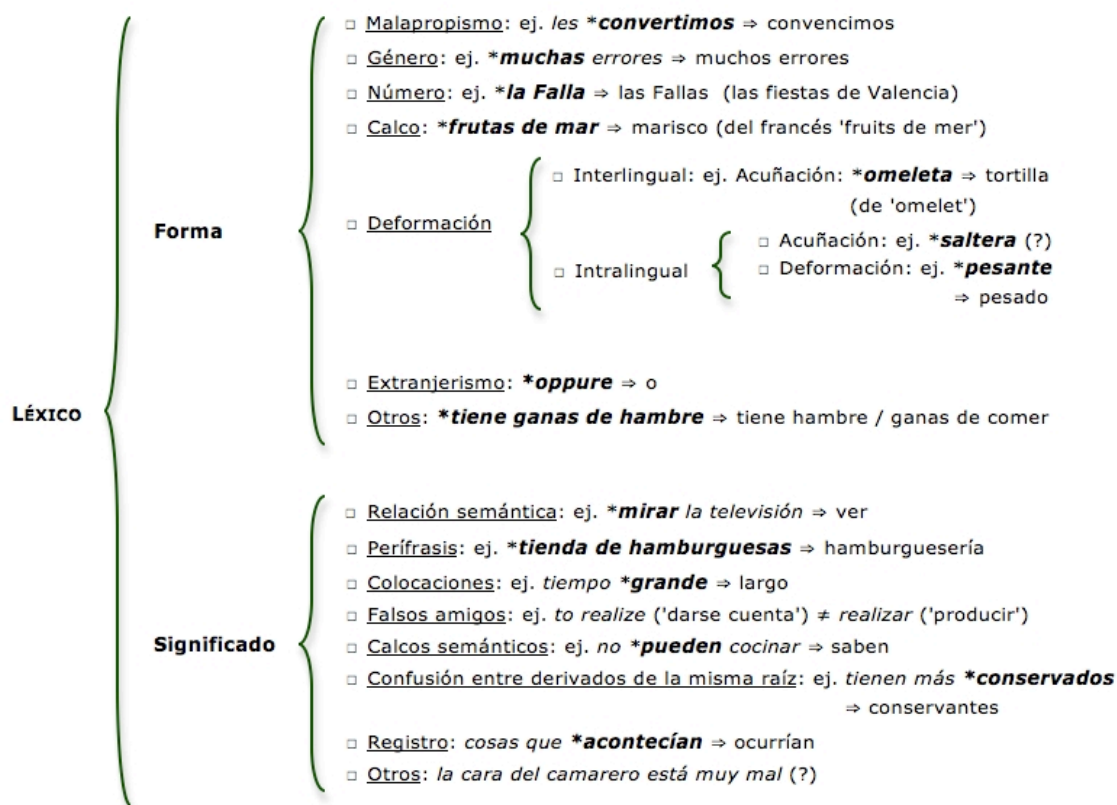 □ Malapropismo: ej. les *convertimos ⇒ convencimos
□ Género: ej. *muchas errores ⇒ muchos errores
□ Número: ej. *la Falla ⇒ las Fallas (las fiestas de Valencia)
□ Calco: *frutas de mar ⇒ marisco (del francés 'fruits de mer')
□ Interlingual: ej. Acuñación: *omeleta ⇒ tortilla
(de 'omelet')
Forma
□ Deformación
□ Acuñación: ej. *saltera (?)
□ Intralingual
□ Deformación: ej. *pesante
⇒ pesado
□ Extranjerismo: *oppure ⇒ o
LÉXICO
□ Otros: *tiene ganas de hambre ⇒ tiene hambre / ganas de comer
□ Relación semántica: ej. *mirar la televisión ⇒ ver
□ Perífrasis: ej. *tienda de hamburguesas ⇒ hamburguesería
□ Colocaciones: ej. tiempo *grande ⇒ largo
□ Falsos amigos: ej. to realize ('darse cuenta') ≠ realizar ('producir')
Significado
□ Calcos semánticos: ej. no *pueden cocinar ⇒ saben
□ Confusión entre derivados de la misma raíz: ej. tienen más *conservados
⇒ conservantes
□ Registro: cosas que *acontecían ⇒ ocurrían
□ Otros: la cara del camarero está muy mal (?)